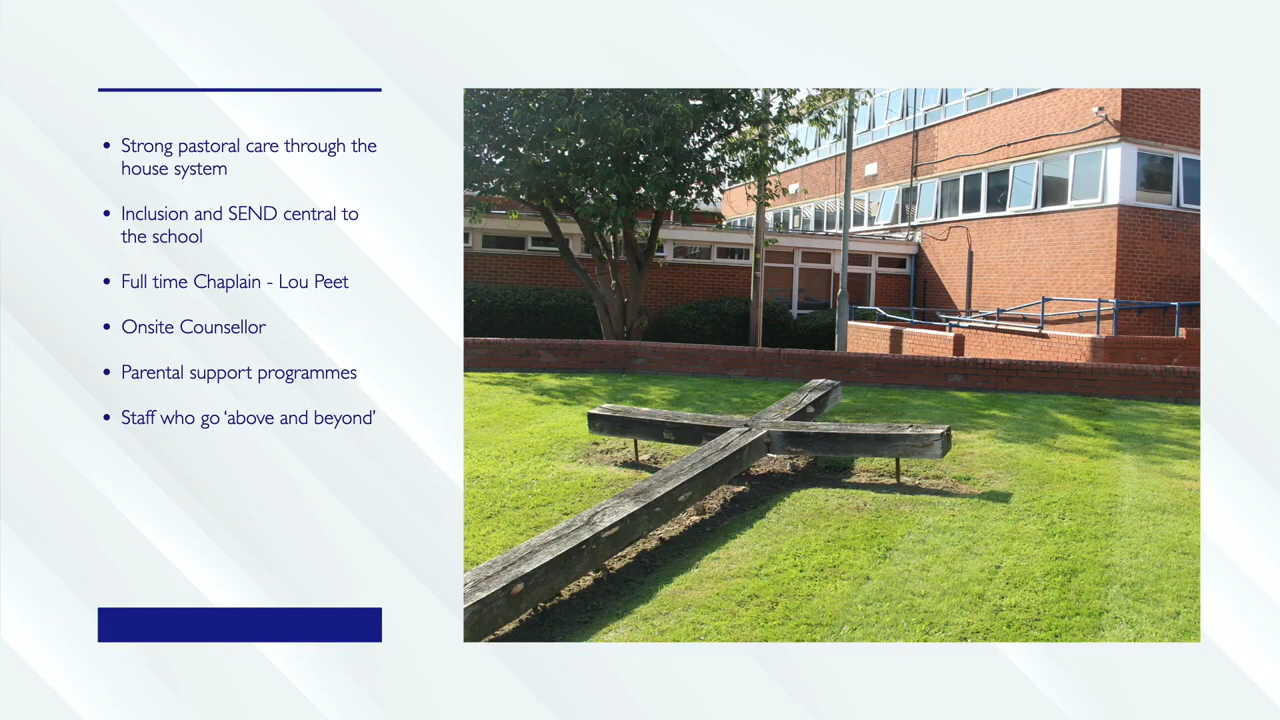 • Strong pastoral care through the
house system
• Inclusion and SEND central to
the school
• Full time Chaplain - Lou Peet
• Onsite Counsellor
• Parental support programmes
• Staff who go ‘above and beyond’